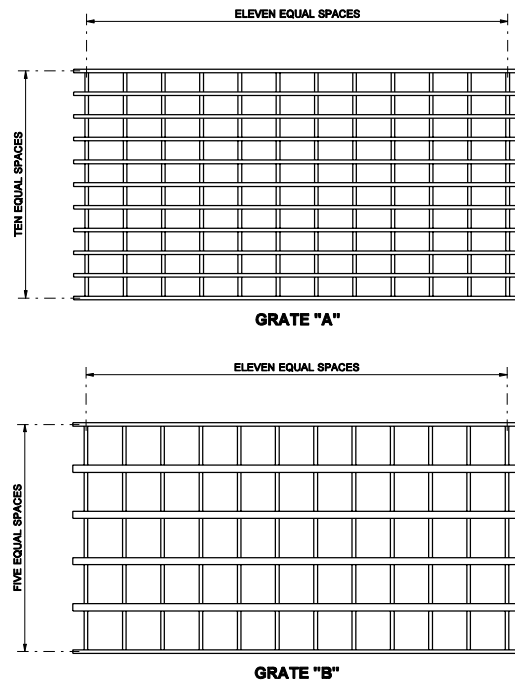 ELEVEN EQUAL SPACES
TEN EQUAL SPACES
GRATE "A"
ELEVEN EQUAL SPACES
FIVE EQUAL SPACES
GRATE "B"